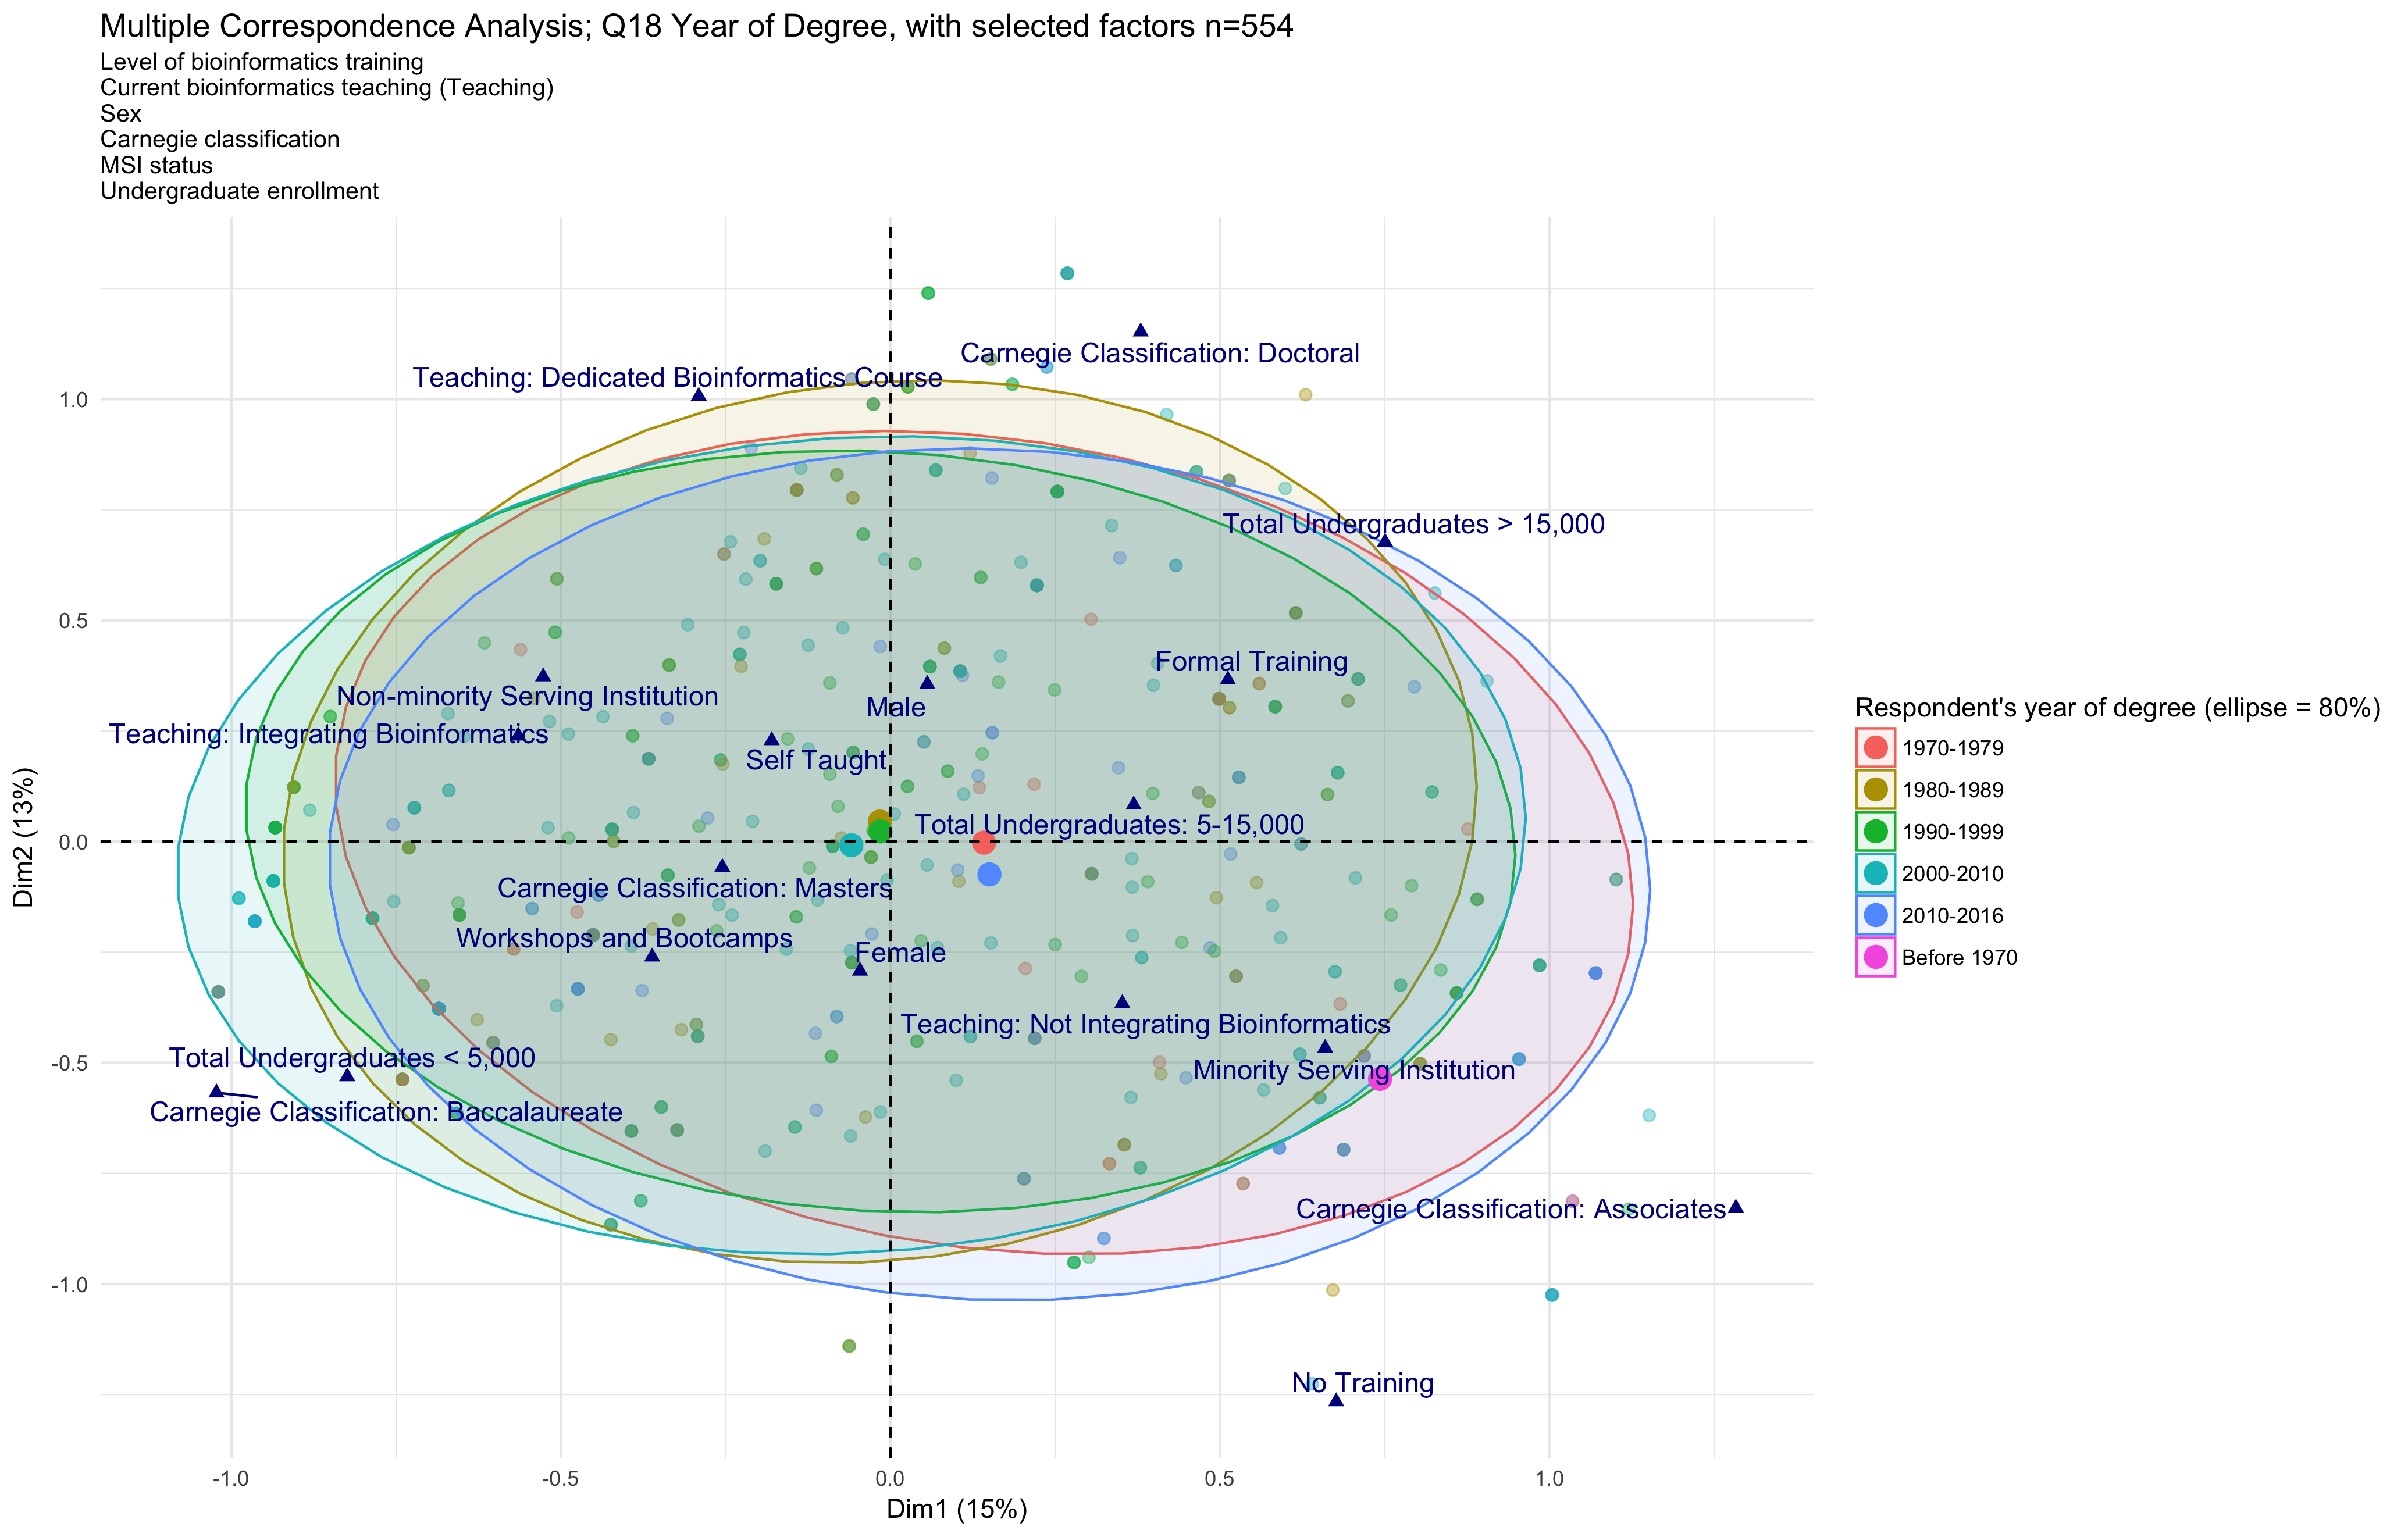 Multiple Correspondence Analysis; Q18 Year of Degree, with selected factors n=554
Level of bioinformatics training
Current bioinformatics teaching (Teaching)
Sex
Carnegie classification
MSI status
Undergraduate enrollment
Carnegie Classification: Doctoral
Teaching: Dedicated Bioinformatics Course
1.0
Total Undergraduates > 15,000
0.5
Formal Training
Non-minority Serving Institution
Male
Teaching: Integrating Bioinformatics
Self Taught
Total Undergraduates: 5-15,000
0.0
Carnegie Classification: Masters
Workshops and Bootcamps
Female
Teaching: Not Integrating Bioinformatics
Total Undergraduates < 5,000
-0.5
Minority Serving Institution
Carnegie Classification: Baccalaureate
Carnegie Classification: Associates
-1.0
No Training
-1.0
-0.5
0.0
0.5
1.0
Dim1 (15%)
Dim2 (13%)
Respondent's year of degree (ellipse = 80%)
1970-1979
1980-1989
1990-1999
2000-2010
2010-2016
Before 1970